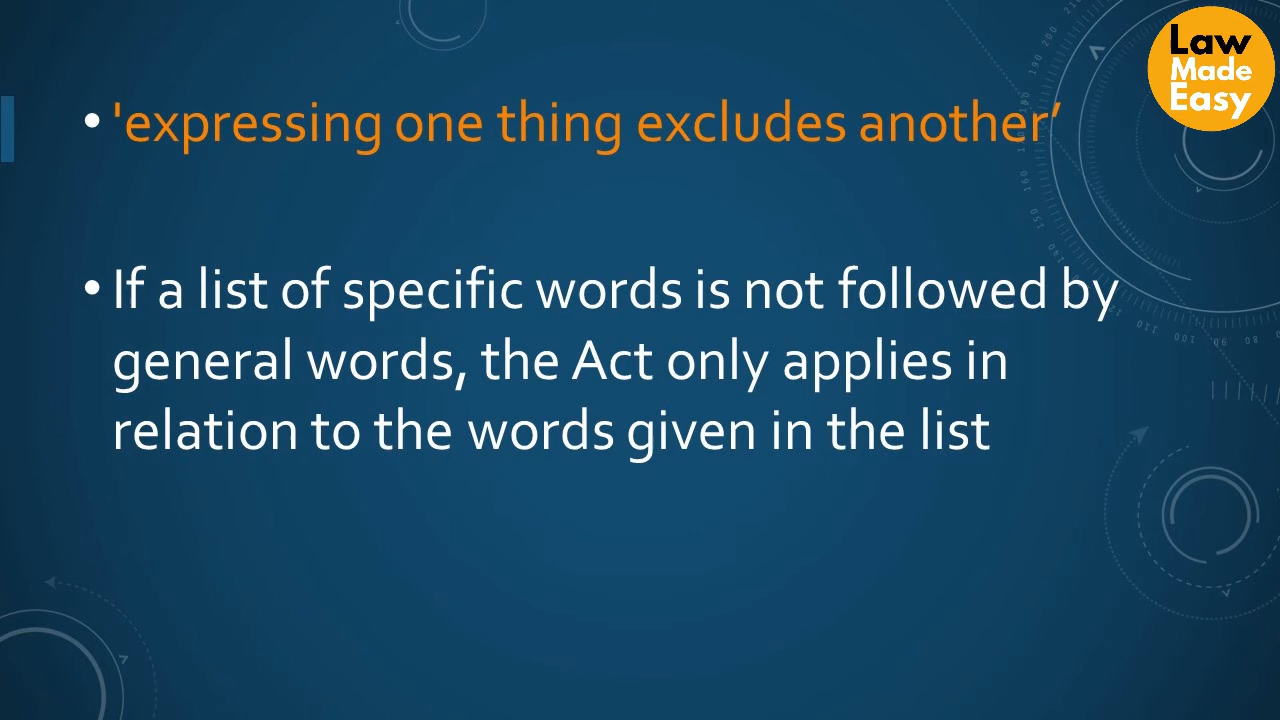 Law
Made
Easy
• 'expressing one thing excludes another’
• If a list of specific words is not followed by
general words, the Act only applies in
relation to the words given in the list